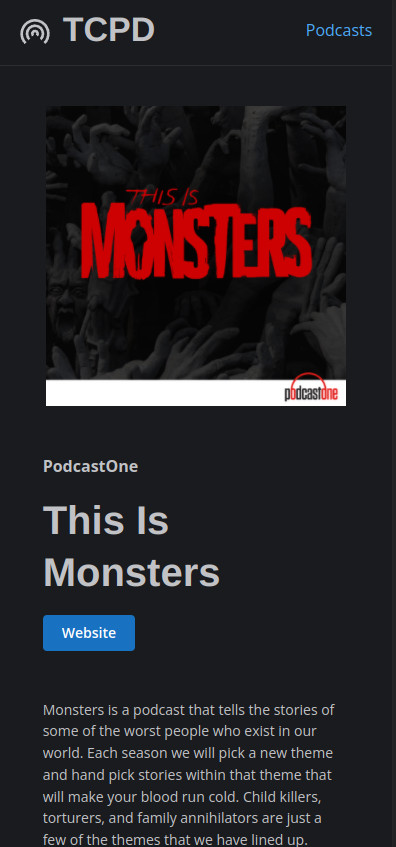 TCPD
Podcasts
THIS IS
MONSTERS
podcastone
PodcastOne
This Is
Monsters
Website
Monsters is a podcast that tells the stories of
some of the worst people who exist in our
world. Each season we will pick a new theme
and hand pick stories within that theme that
will make your blood run cold. Child killers,
torturers, and family annihilators are just a
few of the themes that we have lined up.